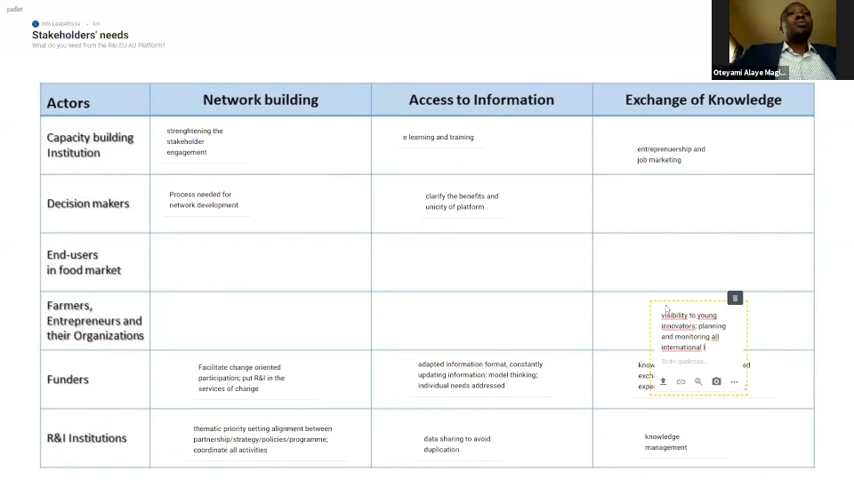 padlet
Stakeholders' needs
What do you need from the R&I EU-AU Platform?
Oteyami Alaye Magl...
Actors
Network building
Access to Information
Exchange of Knowledge
Capacity building
Institution
strenghtening the
stakeholder
engagement
e learning and training
entreprenuership and
job marketing
Decision makers
Process needed for
network development
clarify the benefits and
unicity of platform
End-users
in food market
Farmers,
Entrepreneurs and
their Organizations
visibility to young
innovators; planning
and monitoring all
international i
Scrivi qualcosa...
Funders
Facilitate change oriented
participation; put R&I in the
services of change
adapted information format, constantly
updating information; model thinking;
individual needs addressed
R&I Institutions
thematic priority setting alignment between
partnership/strategy/policies/programme;
coordinate all activities
data sharing to avoid
duplication
knowledge
management